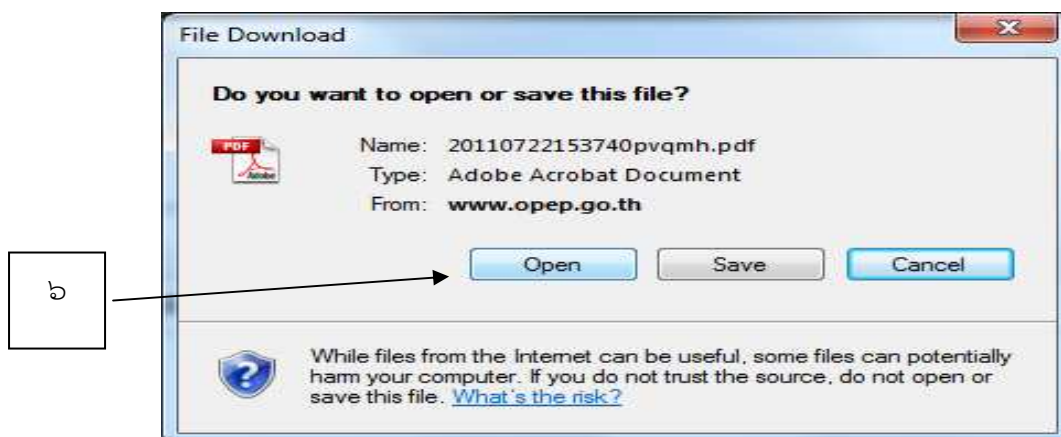 File Download
Do you want to open or save this file?
PDF
Adobe
Name: 20110722153740pvqmh.pdf
Type: Adobe Acrobat Document
From: www.opep.go.th
Open Save Cancel
๖
While files from the Internet can be useful, some files can potentially
harm your computer. If you do not trust the source, do not open or
save this file. What's the risk?